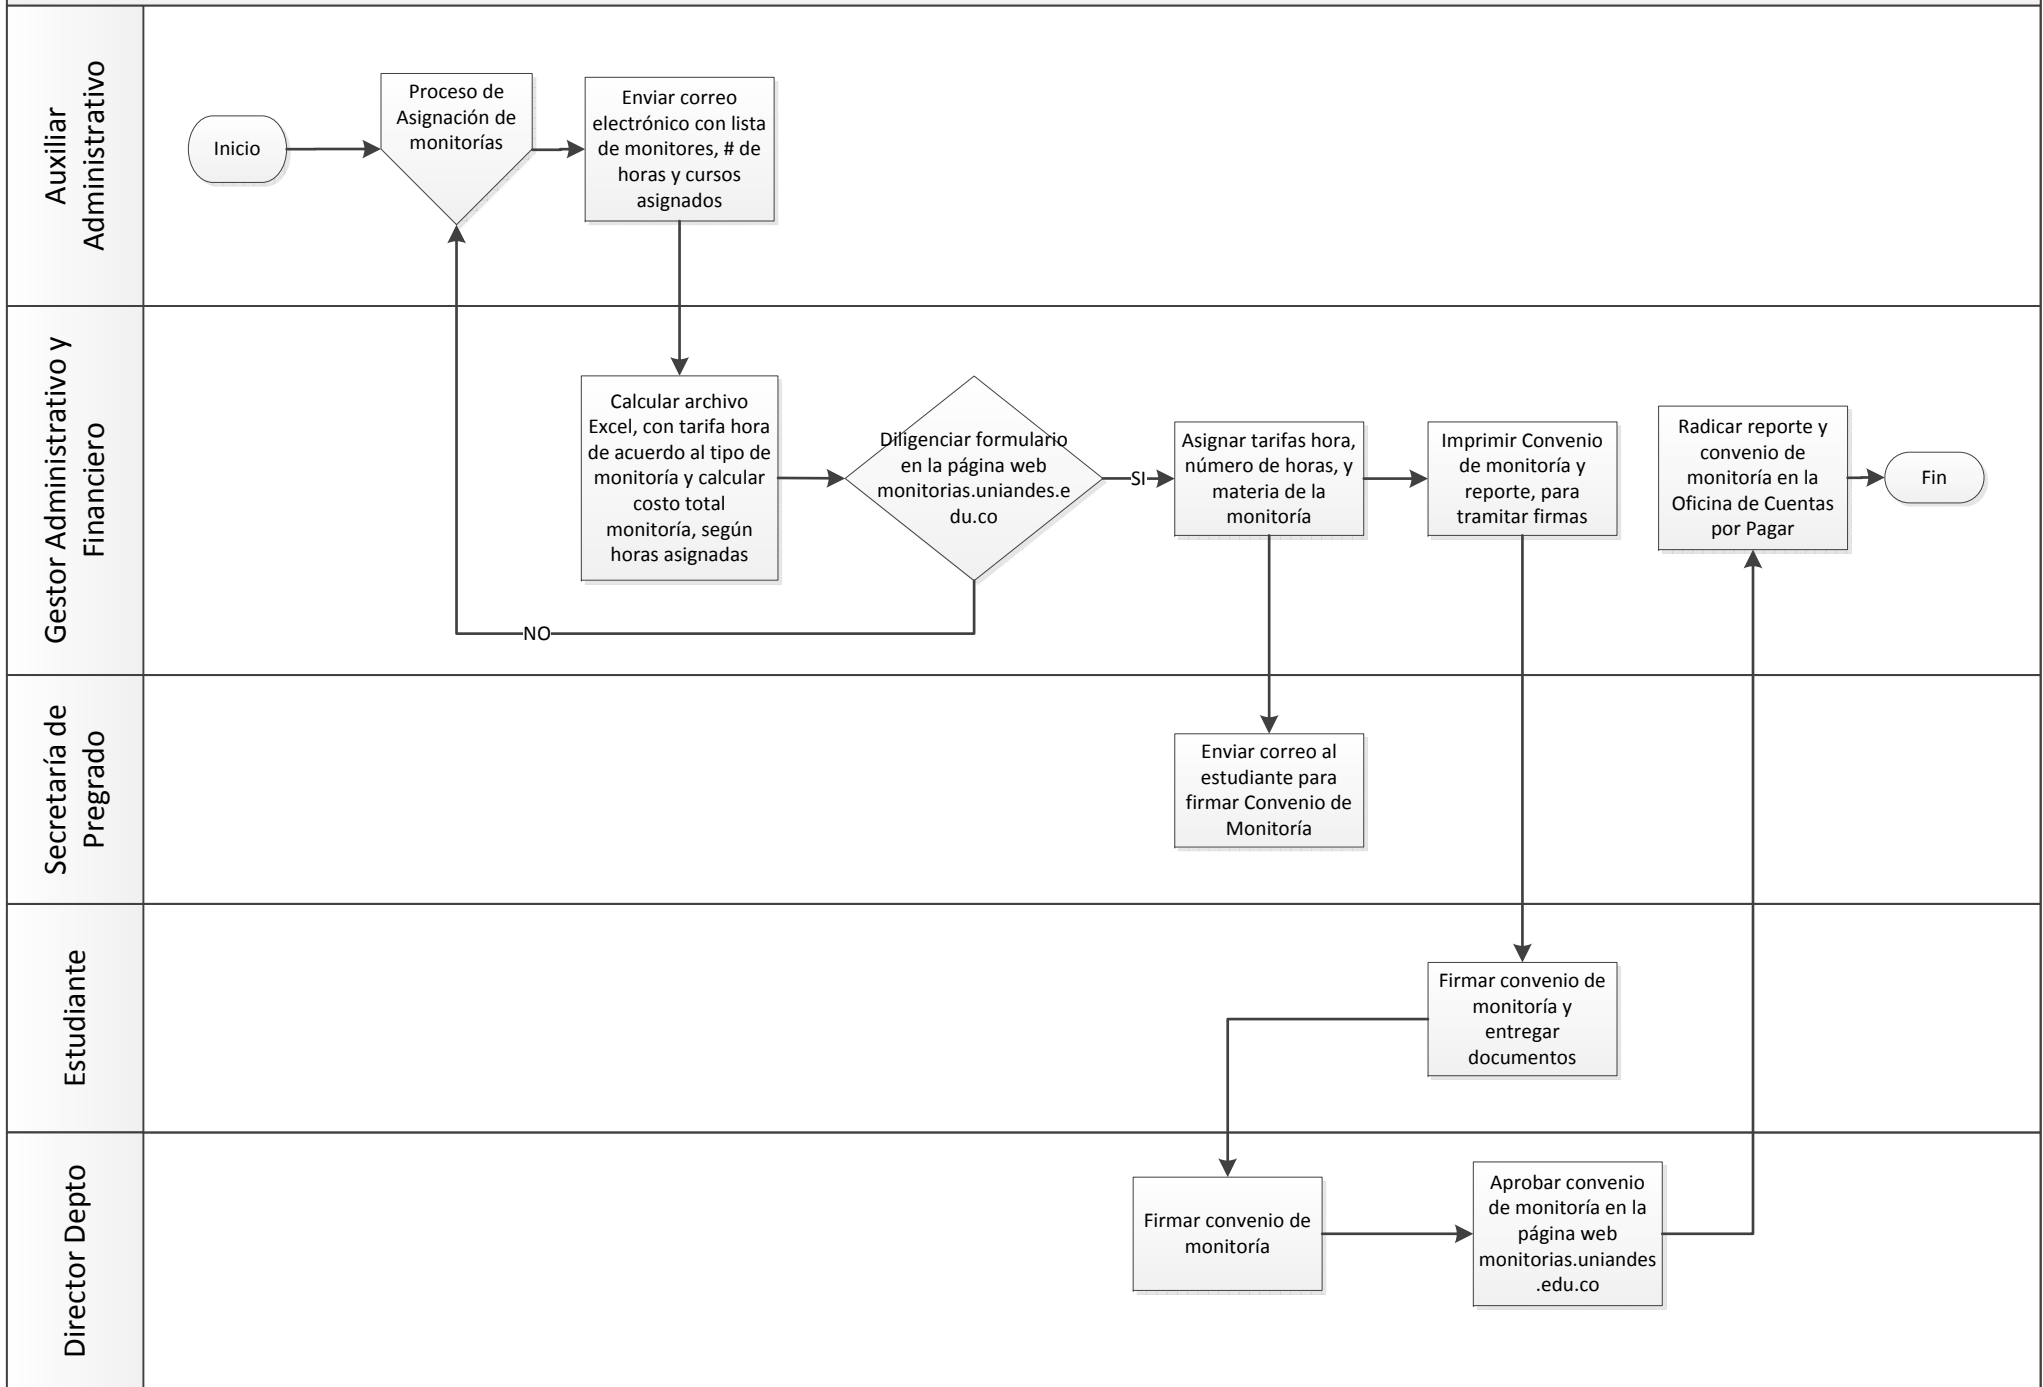 Auxiliar
Administrativo
Inicio
Proceso de
Asignación de
monitorías
Enviar correo
electrónico con lista
de monitores, # de
horas y cursos
asignados
Gestor Administrativo y
Financiero
Calcular archivo
Excel, con tarifa hora
de acuerdo al tipo de
monitoría y calcular
costo total
monitoría, según
horas asignadas
Diligenciar formulario
en la página web
monitorias.uniandes.e
du.co
SI
NO
Asignar tarifas hora,
número de horas, y
materia de la
monitoría
Imprimir Convenio
de monitoría y
reporte, para
tramitar firmas
Radicar reporte y
convenio de
monitoría en la
Oficina de Cuentas
por Pagar
Fin
Secretaría de
Pregrado
Enviar correo al
estudiante para
firmar Convenio de
Monitoría
Estudiante
Firmar convenio de
monitoría y
entregar
documentos
Director Depto
Firmar convenio de
monitoría
Aprobar convenio
de monitoría en la
página web
monitorias.uniandes
.edu.co